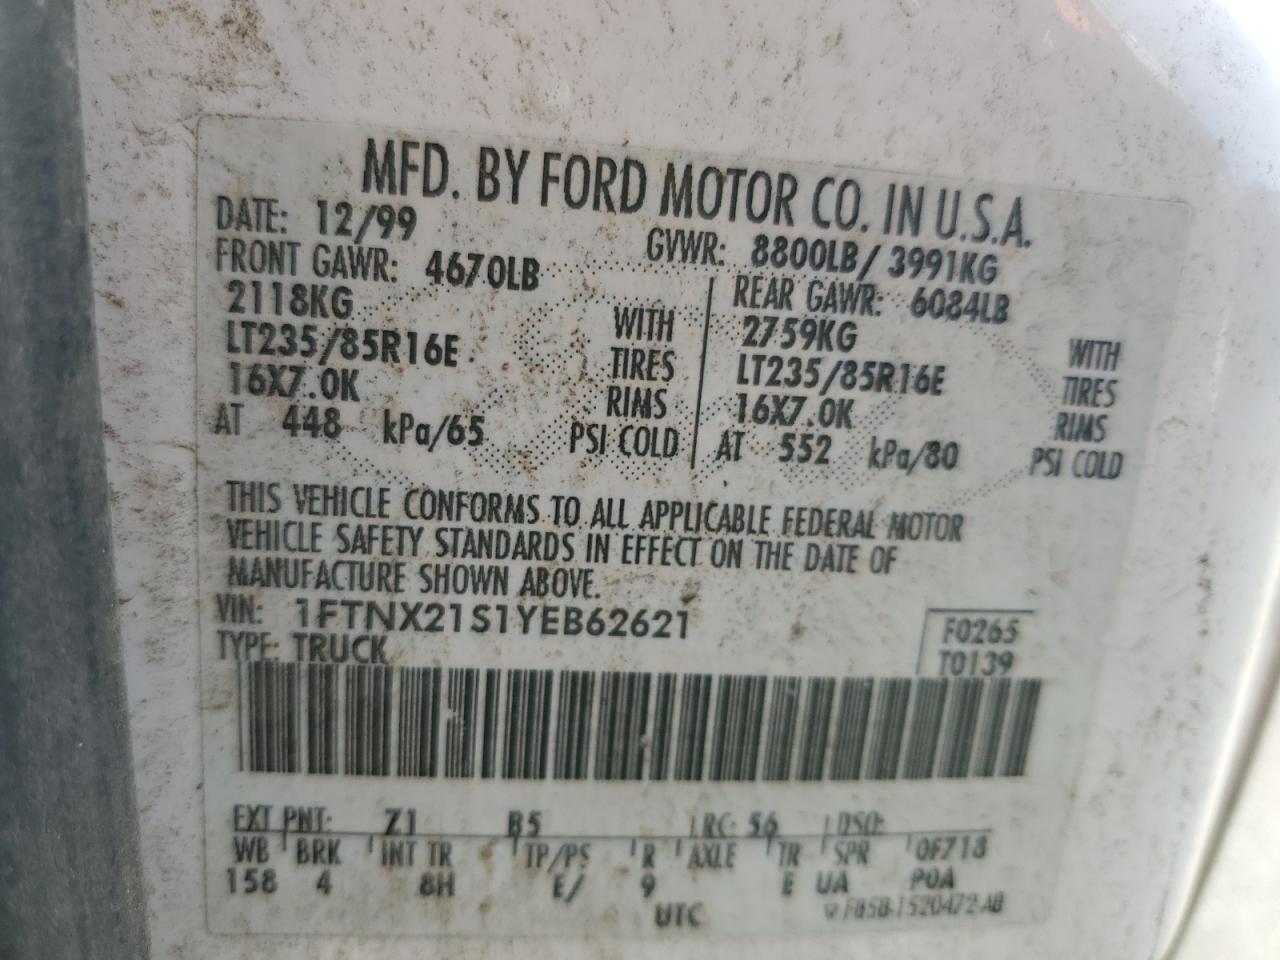 MFD. BY FORD MOTOR CO. IN U.S.A.
DATE: 12/99 GVWR: 8800LB/ 3991KG
FRONT GAWR: 4670LB REAR GAWR: 6084LB
2118KG WITH 2759KG WITH
LT235/85R16E TIRES LT235/85R16E TIRES
16X7.0K RIMS 16X7.0K RIMS
AT 448 kPa/65 PSI COLD AT 552 kPa/80 PSI COLD
THIS VEHICLE CONFORMS TO ALL APPLICABLE FEDERAL MOTOR
VEHICLE SAFETY STANDARDS IN EFFECT ON THE DATE OF
MANUFACTURE SHOWN ABOVE.
VIN: 1FTNX21S1YEB62621 F0265
TYPE: TRUCK T0139
EXT PNT: Z1 B5 RC: 56 DSO:
WB BRK INT TR TP/PS R AXLE TR SPR 0F718
158 4 8H E/ 9 E UA POA
UTC F85B-1520472-AB